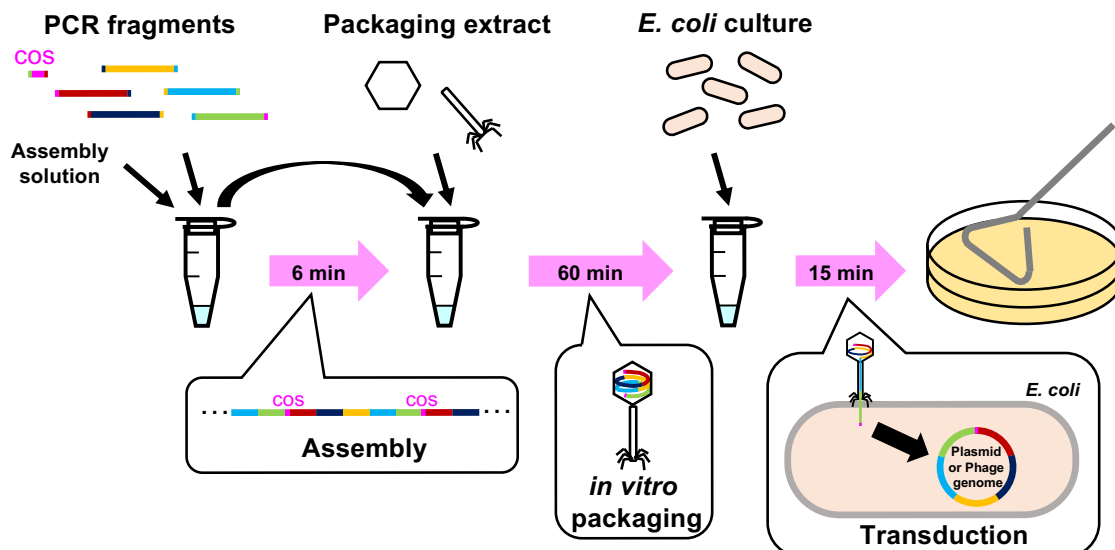 PCR fragments
Packaging extract
E. coli culture
COS
Assembly
solution
6 min
60 min
15 min
COS
COS
Assembly
in vitro
packaging
E. coli
Plasmid
or Phage
genome
Transduction